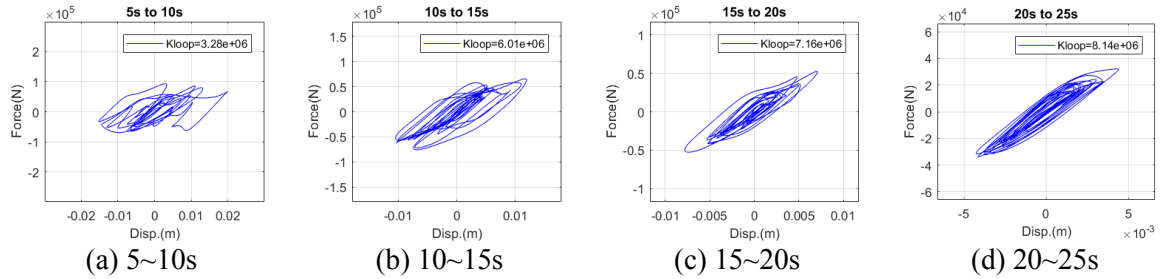 5s to 10s
×10^5
Kloop=3.28e+06
Force(N)
2
1
0
-1
-2
-0.02 -0.01 0 0.01 0.02
Disp.(m)
(a) 5~10s
10s to 15s
×10^5
Kloop=6.01e+06
Force(N)
1.5
1
0.5
0
-0.5
-1
-1.5
-0.01 0 0.01
Disp.(m)
(b) 10~15s
15s to 20s
×10^5
Kloop=7.16e+06
Force(N)
1
0.5
0
-0.5
-1
-0.01 -0.005 0 0.005 0.01
Disp.(m)
(c) 15~20s
20s to 25s
×10^4
Kloop=8.14e+06
Force(N)
6
4
2
0
-2
-4
-6
-5 0 5
×10^-3
Disp.(m)
(d) 20~25s